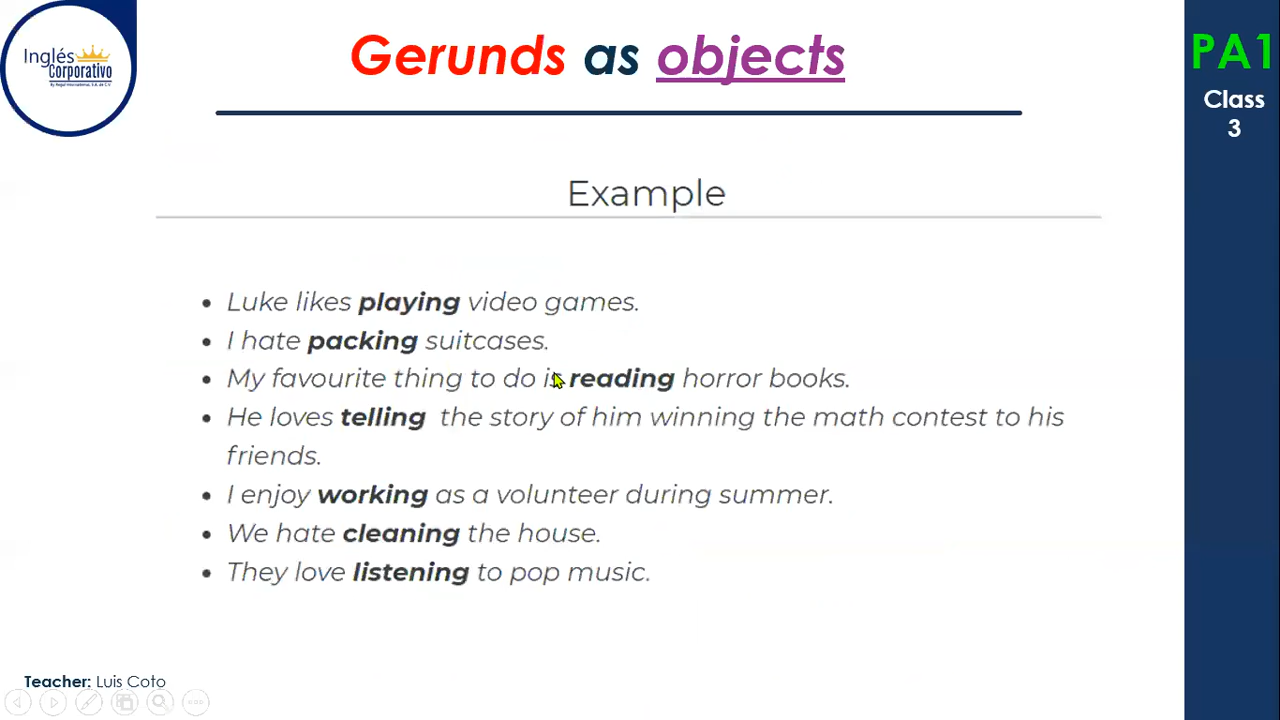 Inglés
Corporativo
By Regal International, S.A. de C.V.
Gerunds as objects
PA1
Class
3
Example
• Luke likes playing video games.
• I hate packing suitcases.
• My favourite thing to do is reading horror books.
• He loves telling the story of him winning the math contest to his
friends.
• I enjoy working as a volunteer during summer.
• We hate cleaning the house.
• They love listening to pop music.
Teacher: Luis Coto